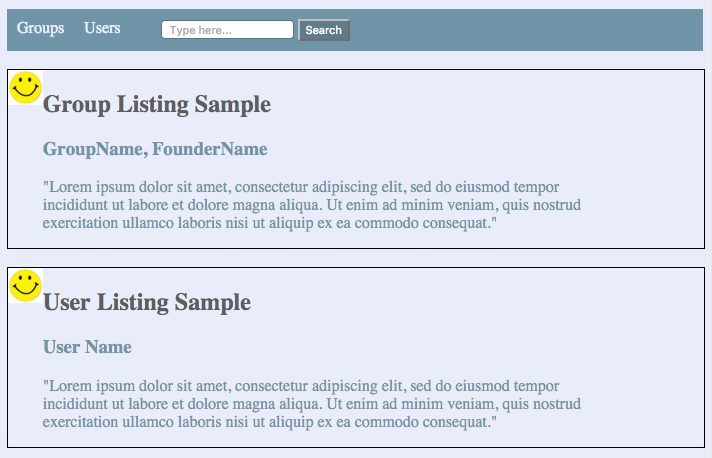 Groups Users Type here... Search
Group Listing Sample
GroupName, FounderName
"Lorem ipsum dolor sit amet, consectetur adipiscing elit, sed do eiusmod tempor
incididunt ut labore et dolore magna aliqua. Ut enim ad minim veniam, quis nostrud
exercitation ullamco laboris nisi ut aliquip ex ea commodo consequat."
User Listing Sample
User Name
"Lorem ipsum dolor sit amet, consectetur adipiscing elit, sed do eiusmod tempor
incididunt ut labore et dolore magna aliqua. Ut enim ad minim veniam, quis nostrud
exercitation ullamco laboris nisi ut aliquip ex ea commodo consequat."